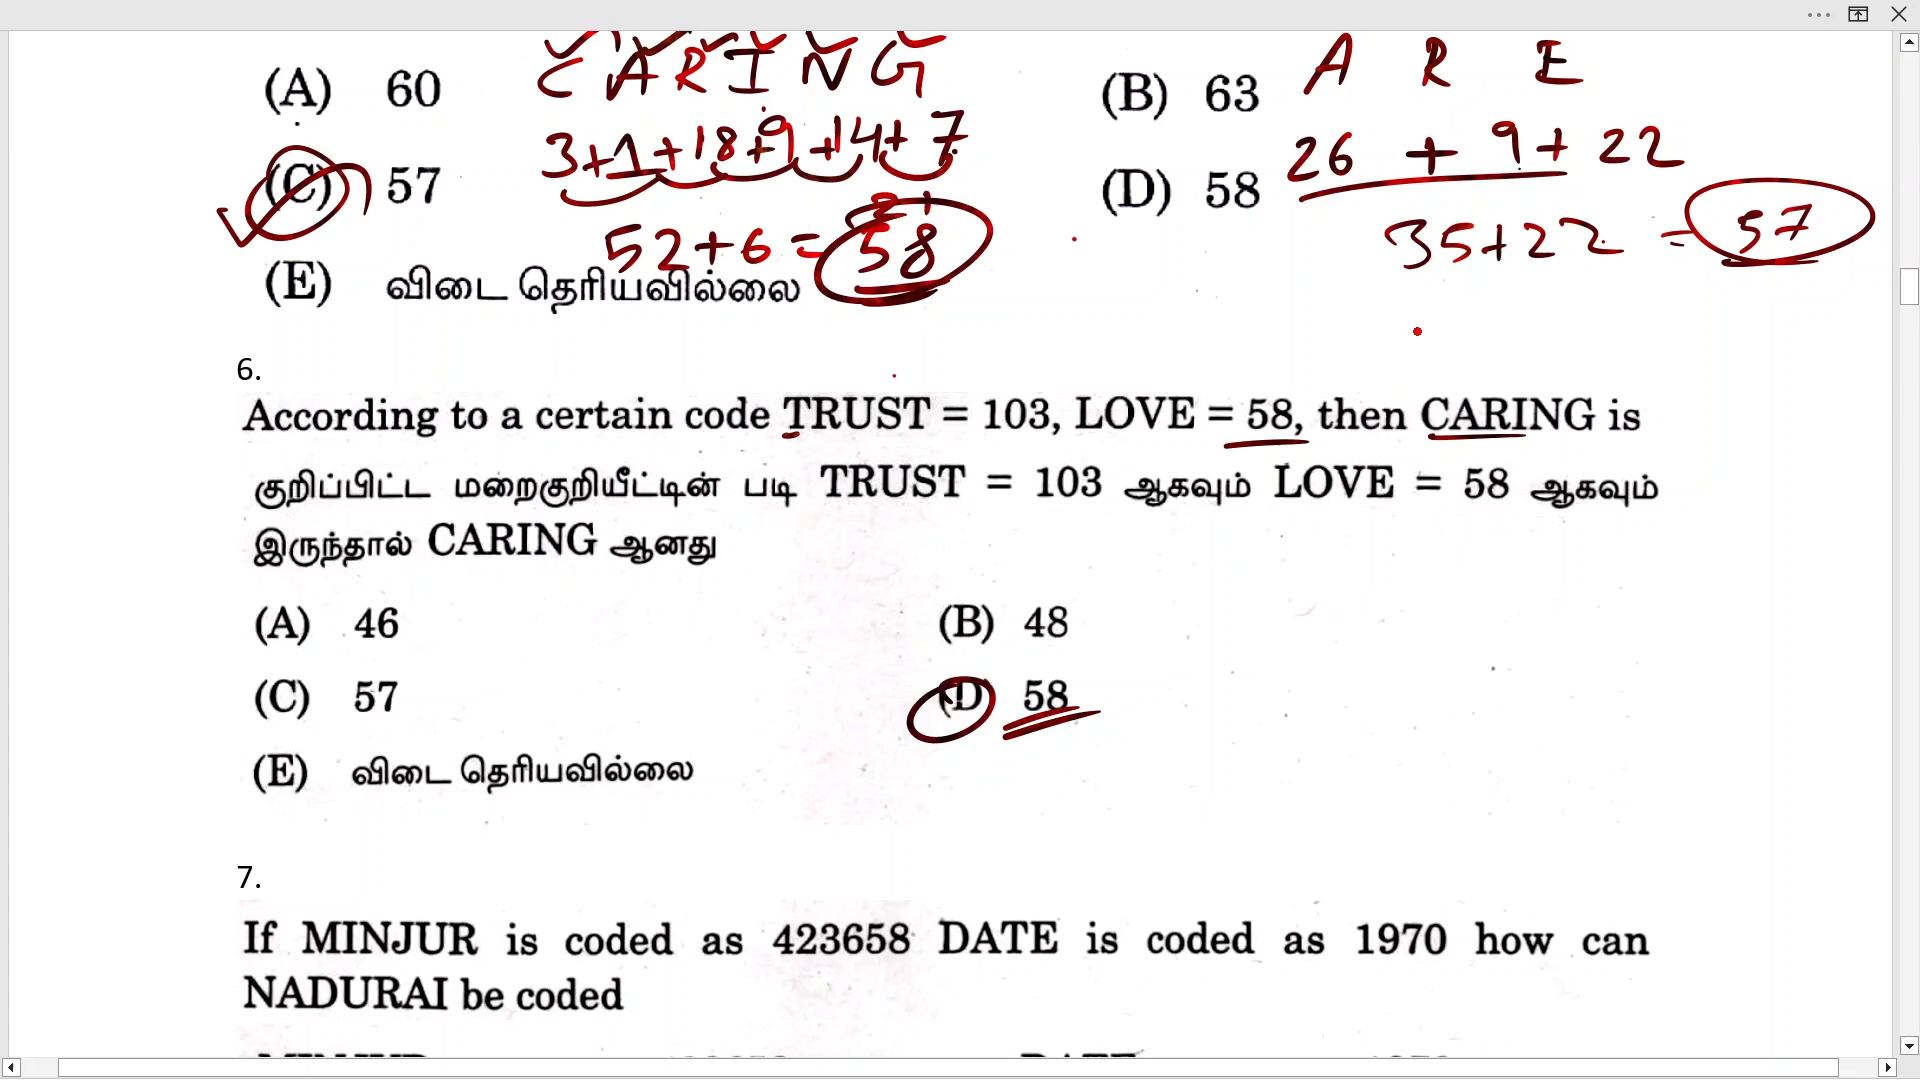 C A R I N G
A R E
(A) 60
(B) 63
3+1+18+9+14+7
26 + 9+ 22
(C) 57
(D) 58
52+6 = 58
35+22 = 57
(E) விடை தெரியவில்லை
6.
According to a certain code TRUST = 103, LOVE = 58, then CARING is
குறிப்பிட்ட மறைகுறியீட்டின் படி TRUST = 103 ஆகவும் LOVE = 58 ஆகவும்
இருந்தால் CARING ஆனது
(A) 46
(B) 48
(C) 57
(D) 58
(E) விடை தெரியவில்லை
7.
If MINJUR is coded as 423658 DATE is coded as 1970 how can
NADURAI be coded